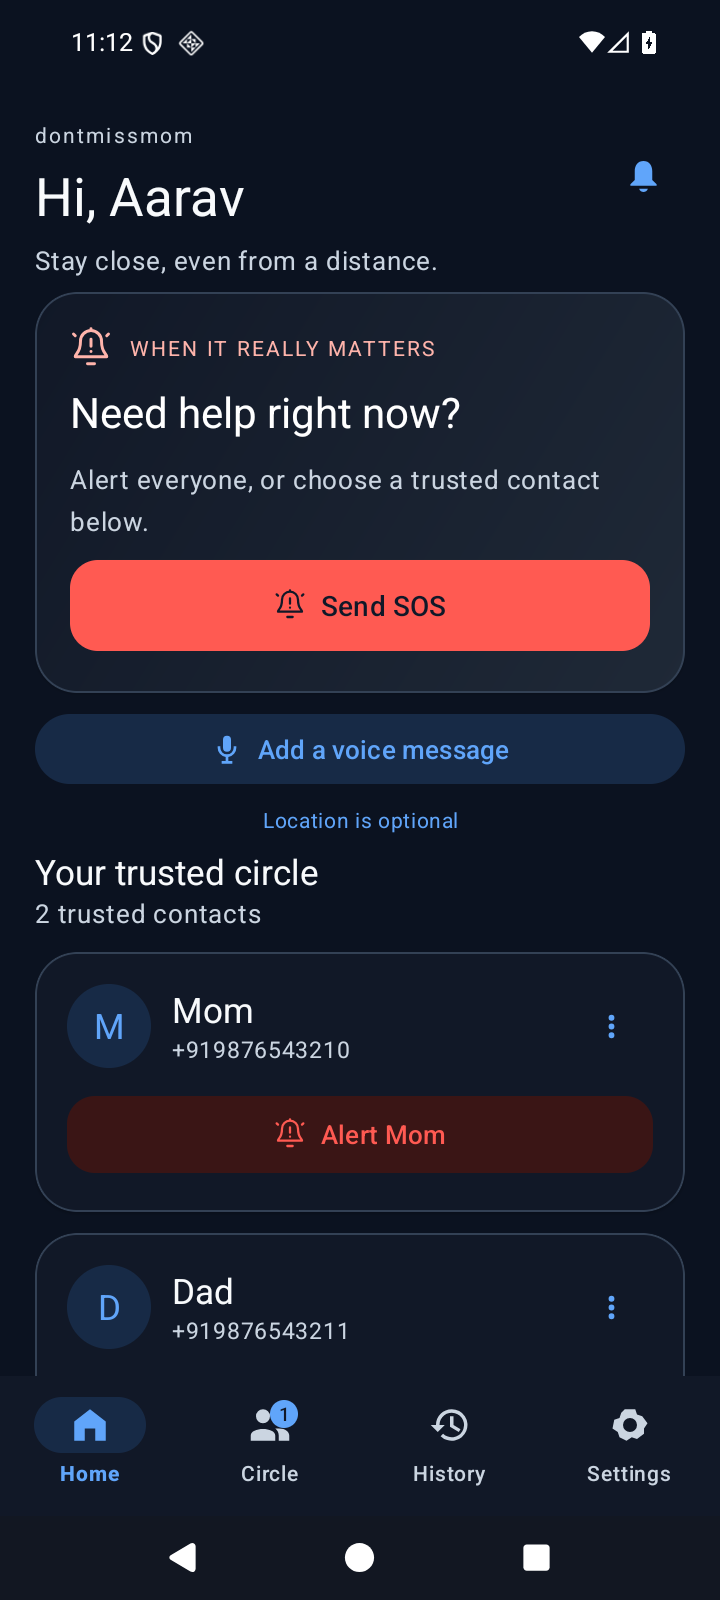 11:12
dontmissmom
Hi, Aarav
Stay close, even from a distance.
WHEN IT REALLY MATTERS
Need help right now?
Alert everyone, or choose a trusted contact
below.
Send SOS
Add a voice message
Location is optional
Your trusted circle
2 trusted contacts
M
Mom
+919876543210
Alert Mom
D
Dad
+919876543211
1
Home
Circle
History
Settings